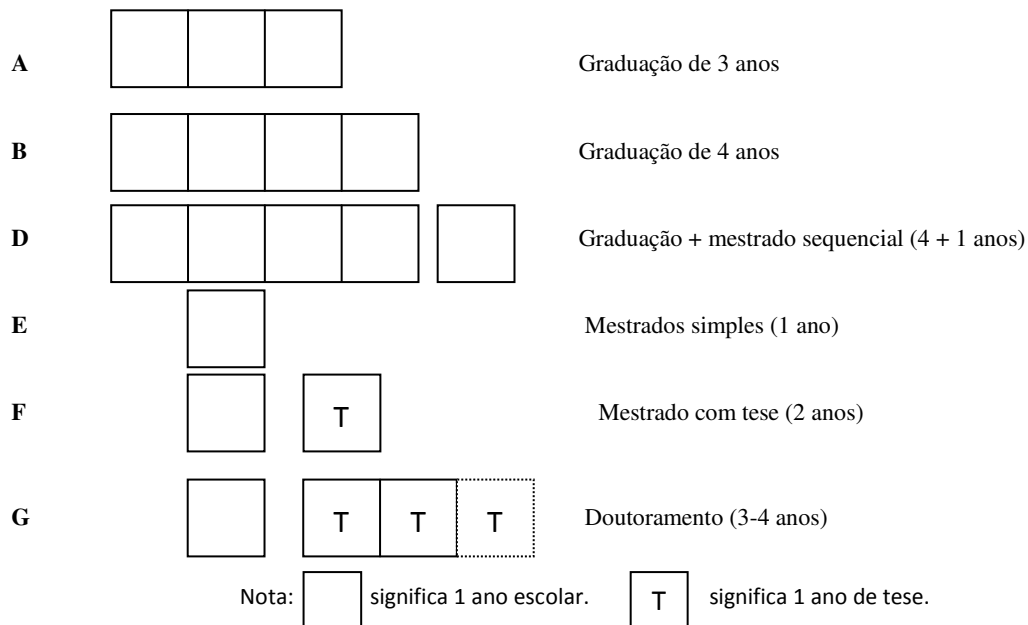 A Graduação de 3 anos
B Graduação de 4 anos
D Graduação + mestrado sequencial (4 + 1 anos)
E Mestrados simples (1 ano)
F T Mestrado com tese (2 anos)
G T T T Doutoramento (3-4 anos)
Nota: significa 1 ano escolar. T significa 1 ano de tese.